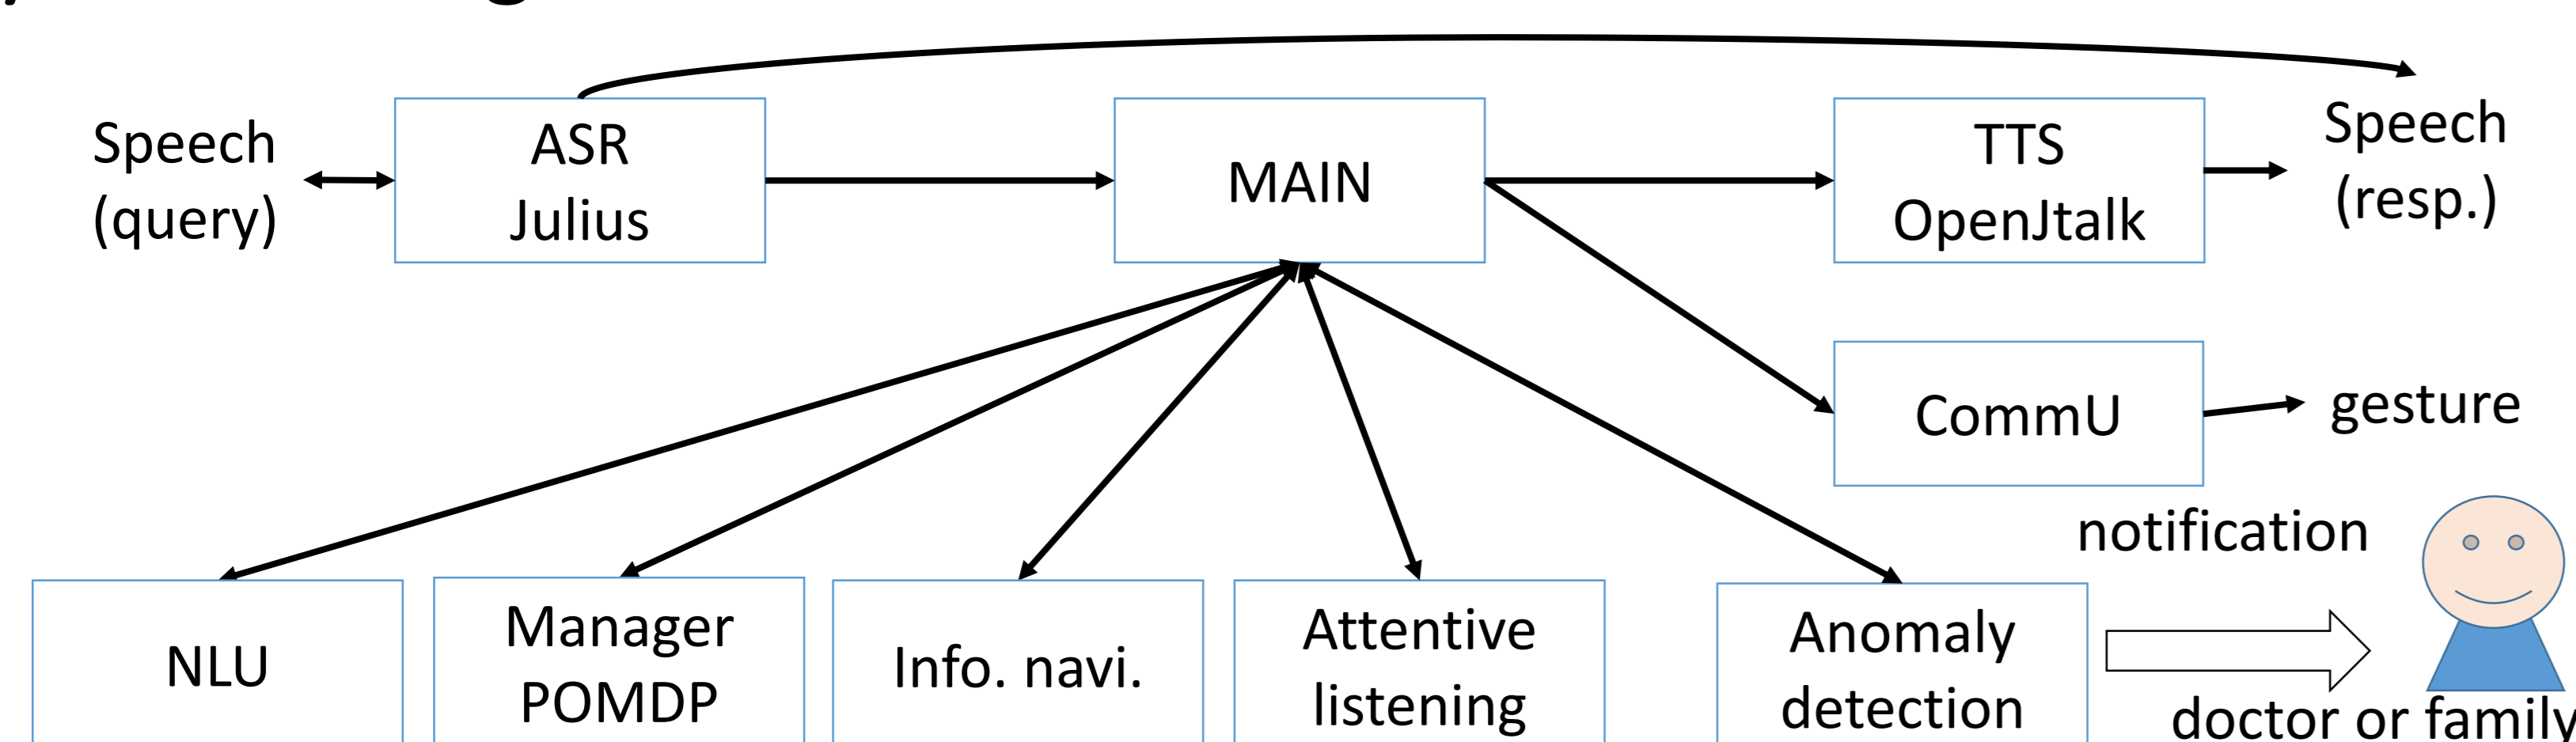 Speech
(query)
ASR
Julius
MAIN
TTS
OpenJtalk
Speech
(resp.)
CommU
gesture
notification
NLU
Manager
POMDP
Info. navi.
Attentive
listening
Anomaly
detection
doctor or family